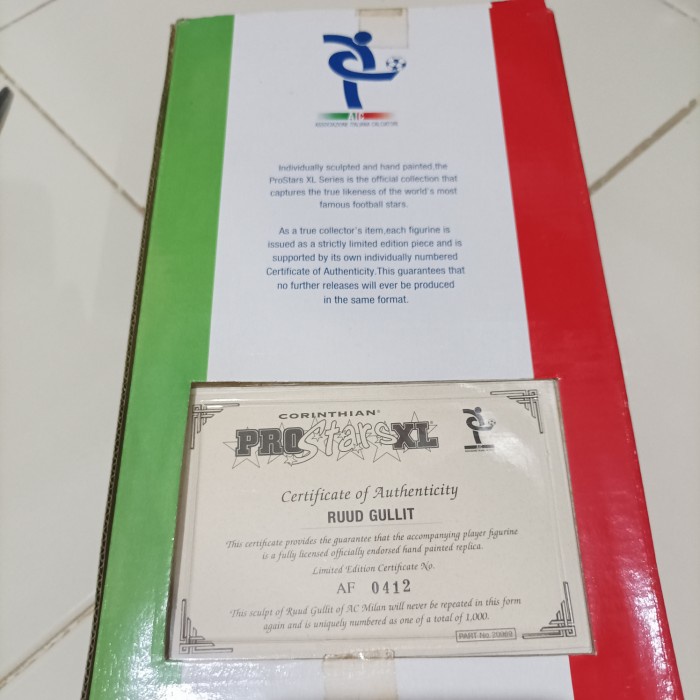 AIC
ASSOCIAZIONE ITALIANA CALCIATORI
Individually sculpted and hand painted,the
ProStars XL Series is the official collection that
captures the true likeness of the world's most
famous football stars.
As a true collector's item,each figurine is
issued as a strictly limited edition piece and is
supported by its own individually numbered
Certificate of Authenticity.This guarantees that
no further releases will ever be produced
in the same format.
CORINTHIAN®
PROStarsXL
Certificate of Authenticity
RUUD GULLIT
This certificate provides the guarantee that the accompanying player figurine
is a fully licensed officially endorsed hand painted replica.
Limited Edition Certificate No.
AF 0412
This sculpt of Ruud Gullit of AC Milan will never be repeated in this form
again and is uniquely numbered as one of a total of 1,000.
PART No.